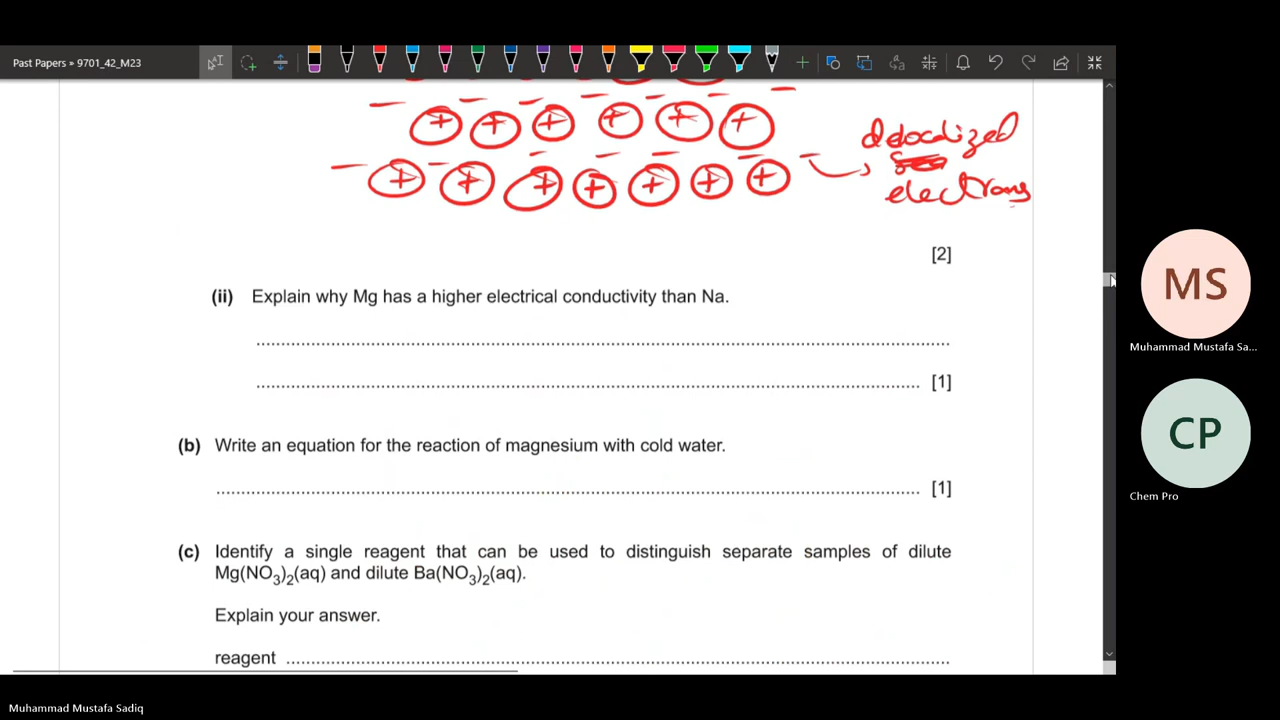 Past Papers » 9701_42_M23
+ + + + + +
delocalized
+ + + + + + +
electrons
[2]
(ii) Explain why Mg has a higher electrical conductivity than Na.
[1]
(b) Write an equation for the reaction of magnesium with cold water.
[1]
(c) Identify a single reagent that can be used to distinguish separate samples of dilute
Mg(NO₃)₂(aq) and dilute Ba(NO₃)₂(aq).
Explain your answer.
reagent
MS
Muhammad Mustafa Sa...
CP
Chem Pro
Muhammad Mustafa Sadiq